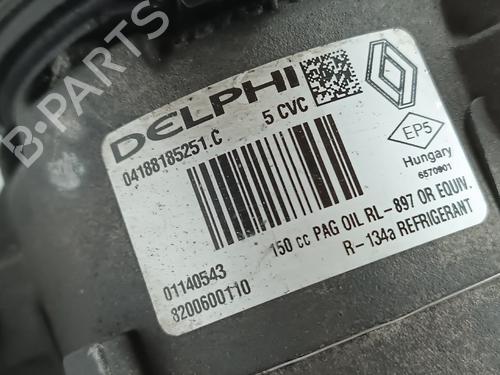 DELPHI
04188185251.C
5 CVC
EP5
Hungary
6570901
150 cc PAG OIL RL-897 OR EQUIV.
R-134a REFRIGERANT
01140543
8200600110
B-PARTS